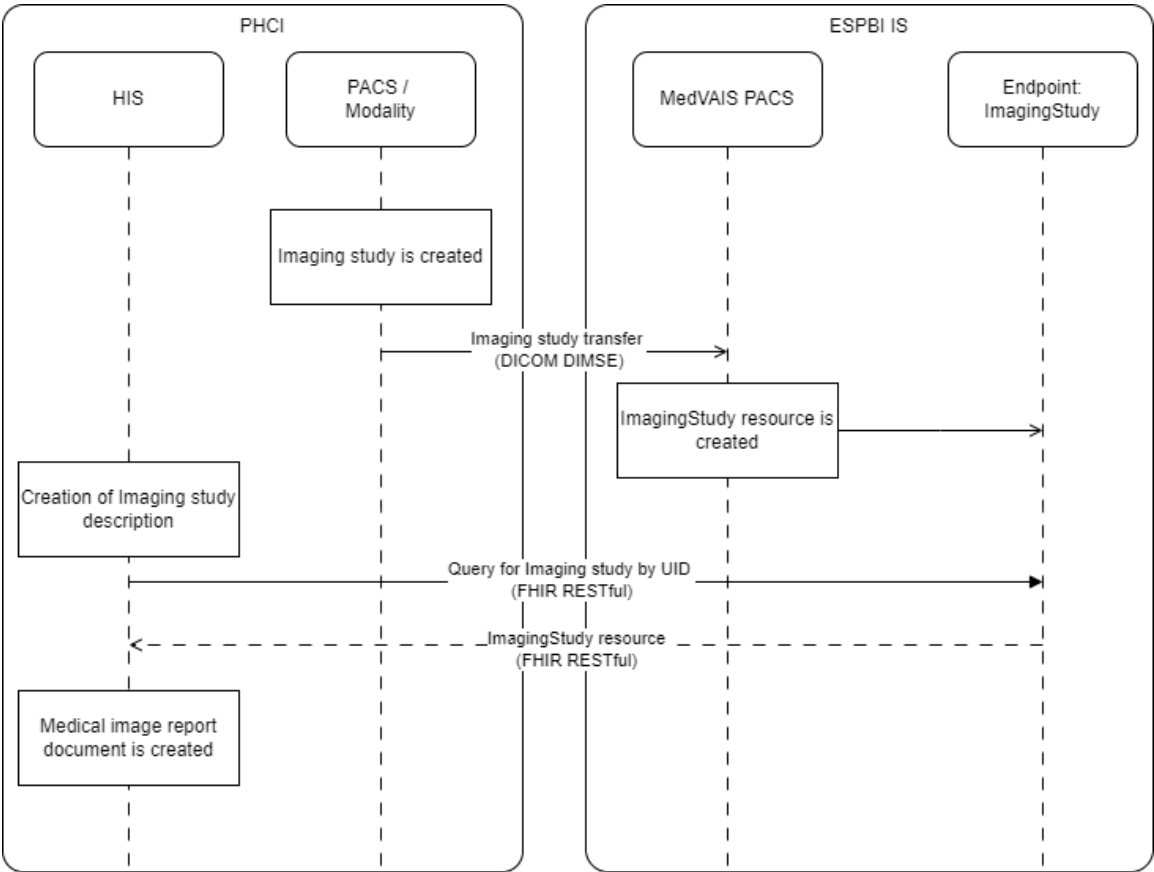 PHCI
ESPBI IS
HIS
PACS /
Modality
MedVAIS PACS
Endpoint:
ImagingStudy
Imaging study is created
Imaging study transfer
(DICOM DIMSE)
ImagingStudy resource is
created
Creation of Imaging study
description
Query for Imaging study by UID
(FHIR RESTful)
ImagingStudy resource
(FHIR RESTful)
Medical image report
document is created